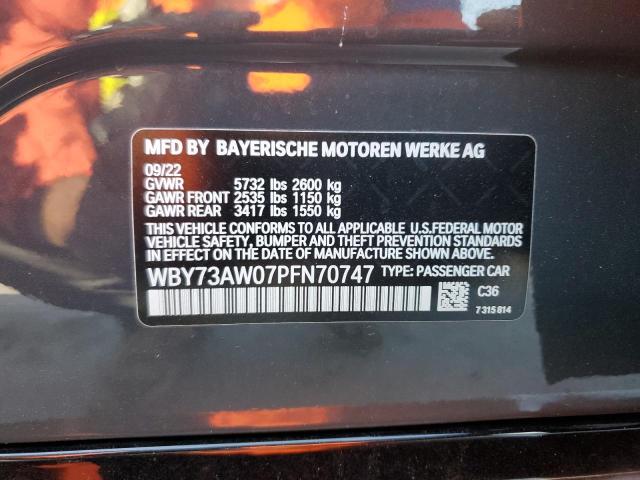 MFD BY BAYERISCHE MOTOREN WERKE AG
09/22
GVWR 5732 lbs 2600 kg
GAWR FRONT 2535 lbs 1150 kg
GAWR REAR 3417 lbs 1550 kg
THIS VEHICLE CONFORMS TO ALL APPLICABLE U.S.FEDERAL MOTOR
VEHICLE SAFETY, BUMPER AND THEFT PREVENTION STANDARDS
IN EFFECT ON THE DATE OF MANUFACTURE SHOWN ABOVE.
WBY73AW07PFN70747 TYPE: PASSENGER CAR
C36
7315814